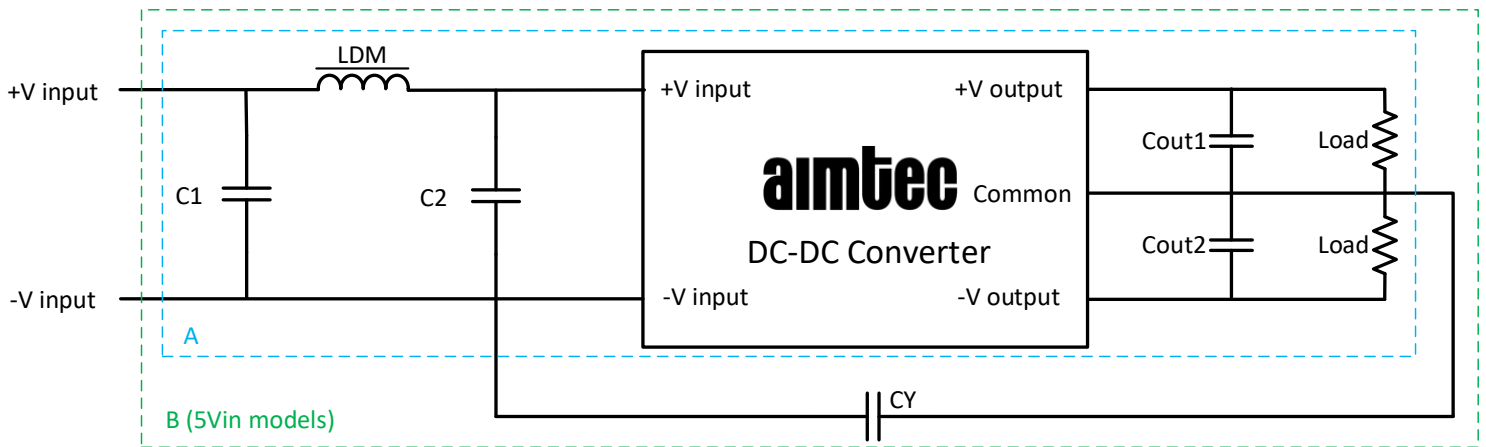 LDM
+V input
+V input
+V output
Cout1
Load
C1
C2
aimtec
Common
DC-DC Converter
Cout2
Load
-V input
-V input
-V output
A
CY
B (5Vin models)